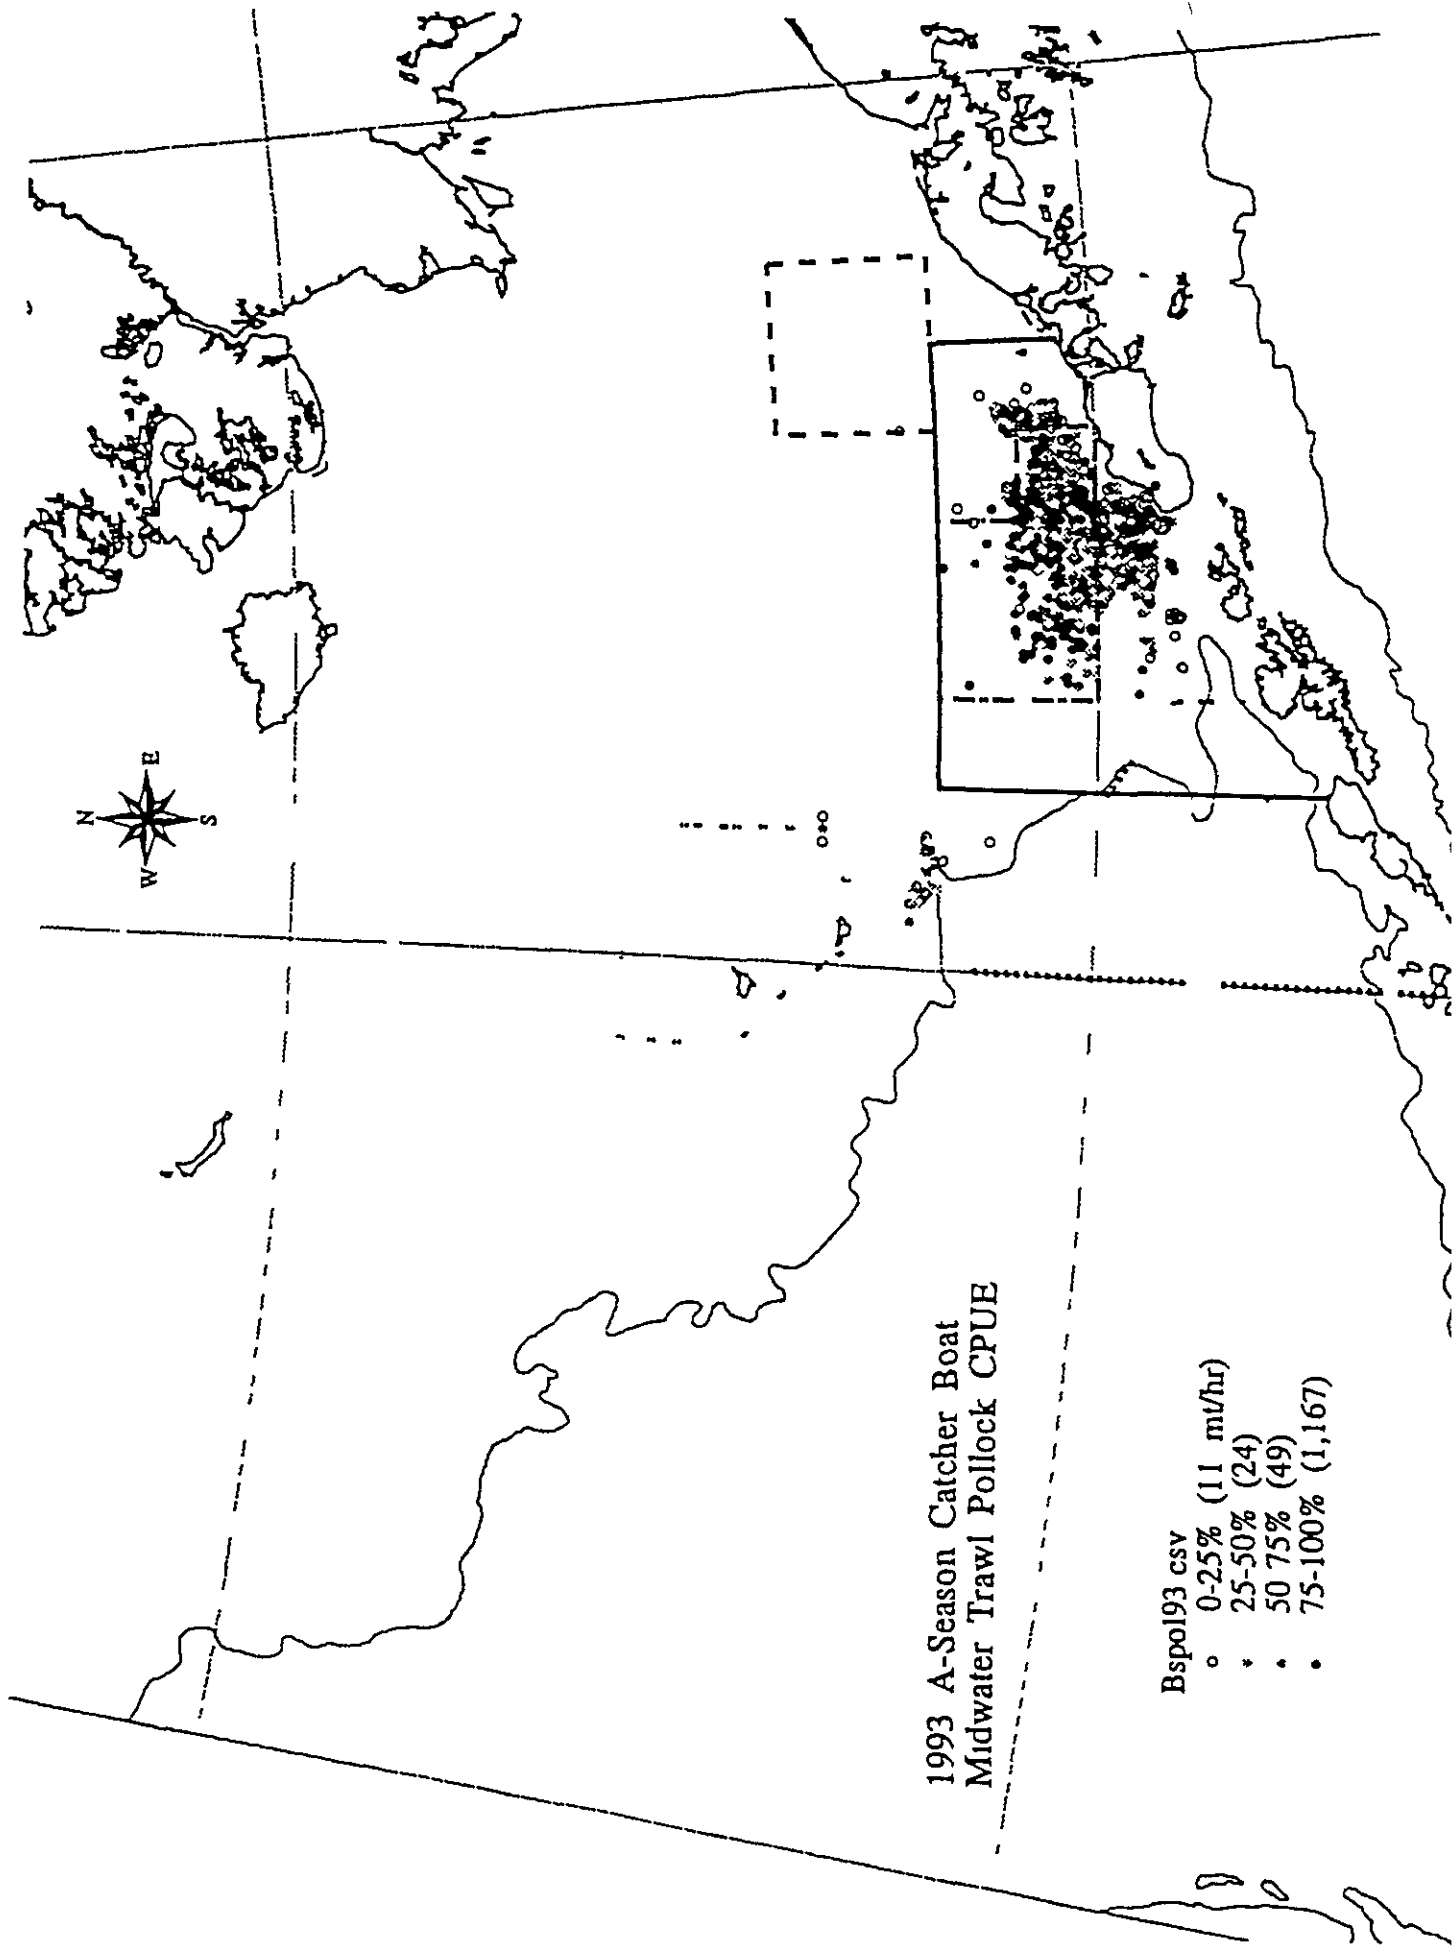 N
W
E
S
1993 A-Season Catcher Boat
Midwater Trawl Pollock CPUE
Bspol93 csv
0-25% (11 mt/hr)
25-50% (24)
50 75% (49)
75-100% (1,167)